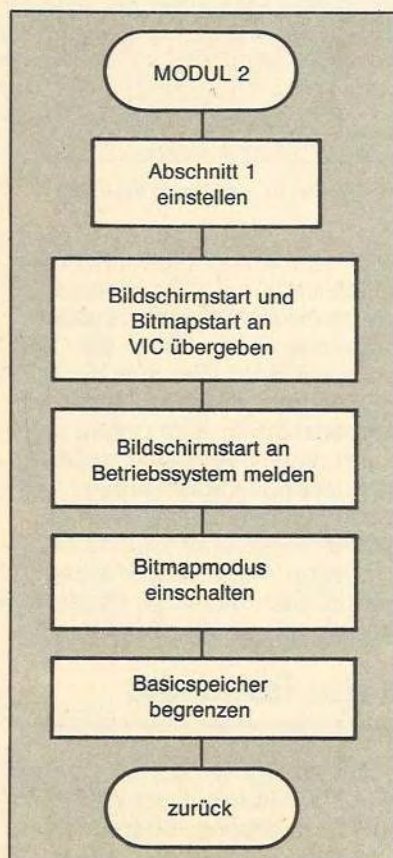 MODUL 2
Abschnitt 1
einstellen
Bildschirmstart und
Bitmapstart an
VIC übergeben
Bildschirmstart an
Betriebssystem melden
Bitmapmodus
einschalten
Basicspeicher
begrenzen
zurück